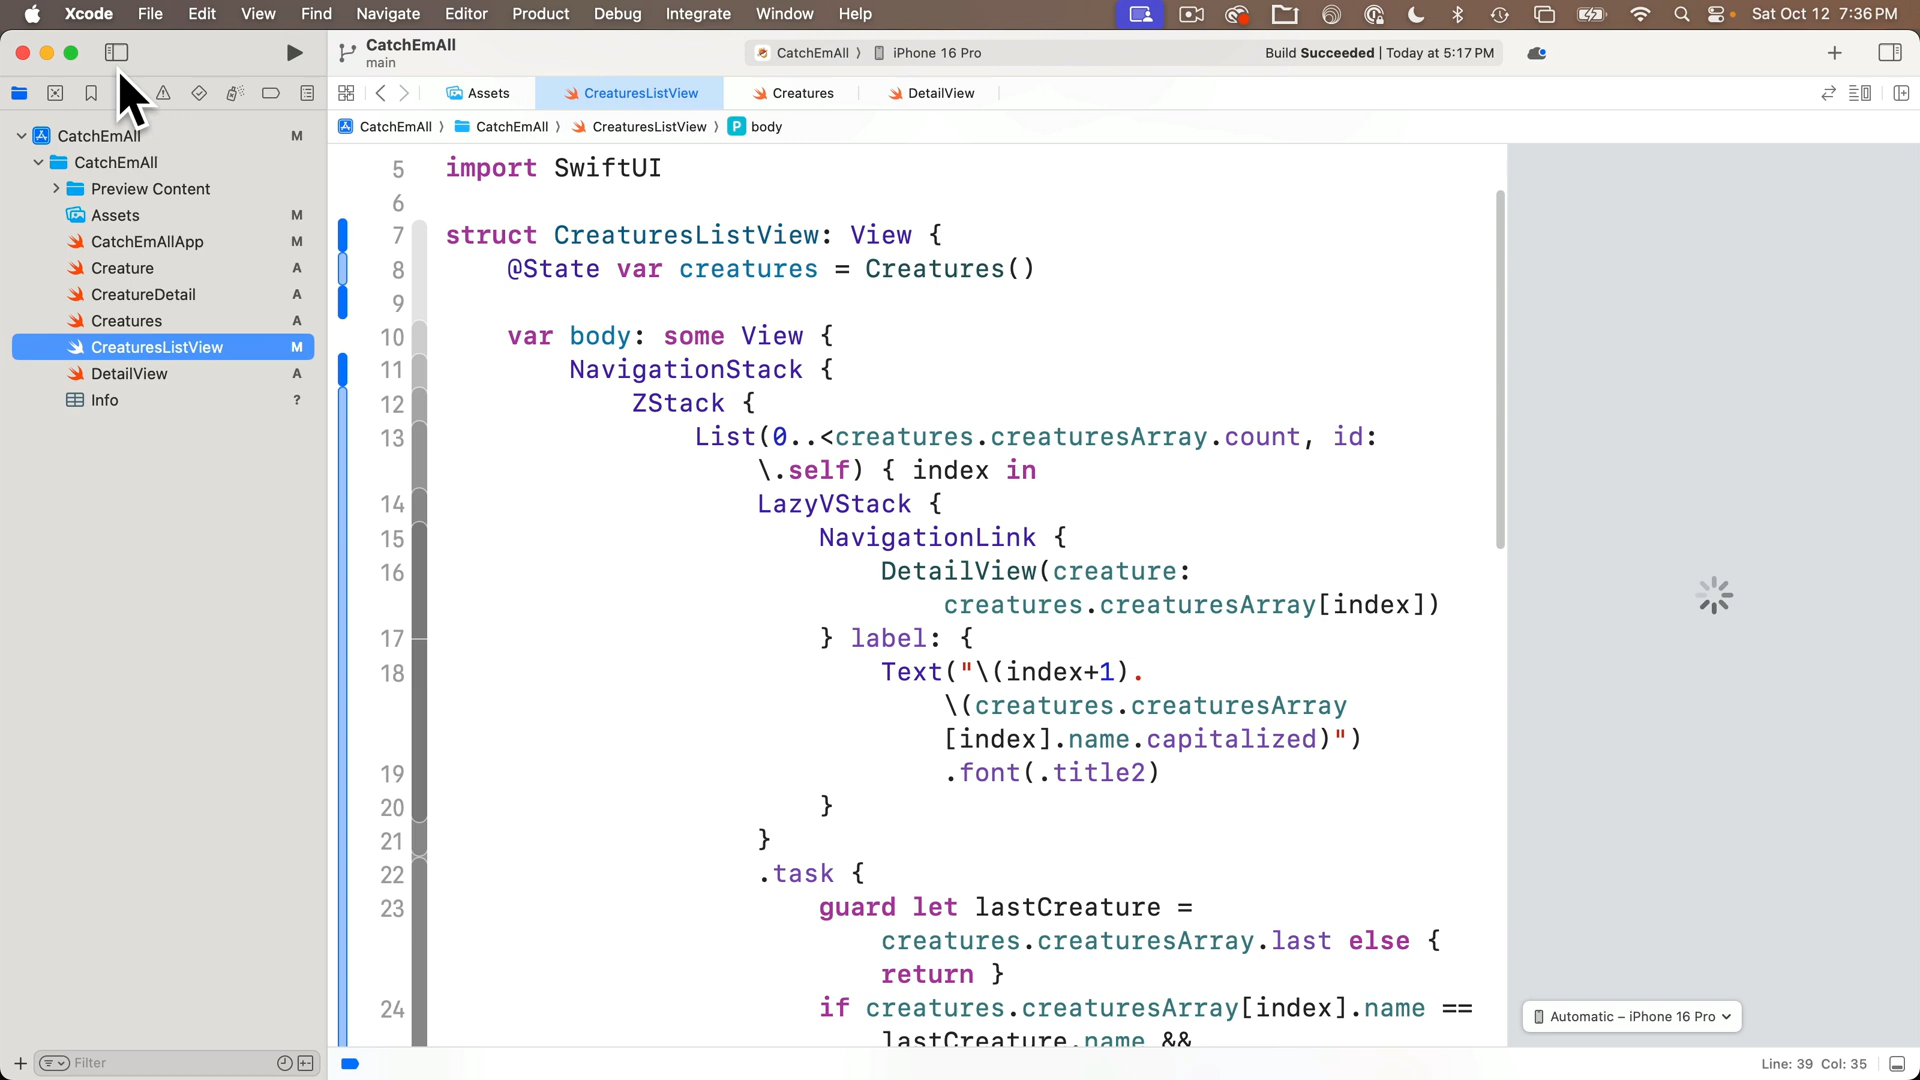 Xcode File Edit View Find Navigate Editor Product Debug Integrate Window Help Sat Oct 12 7:36 PM
CatchEmAll
main
CatchEmAll 〉 iPhone 16 Pro
Build Succeeded | Today at 5:17 PM
Assets CreaturesListView Creatures DetailView
CatchEmAll 〉 CatchEmAll 〉 CreaturesListView 〉 P body
CatchEmAll M
CatchEmAll
Preview Content
Assets M
CatchEmAllApp M
Creature A
CreatureDetail A
Creatures A
CreaturesListView M
DetailView A
Info ?
5 import SwiftUI
6
7 struct CreaturesListView: View {
8 @State var creatures = Creatures()
9
10 var body: some View {
11 NavigationStack {
12 ZStack {
13 List(0..<creatures.creaturesArray.count, id:
\.self) { index in
14 LazyVStack {
15 NavigationLink {
16 DetailView(creature:
creatures.creaturesArray[index])
17 } label: {
18 Text("\(index+1).
\(creatures.creaturesArray
[index].name.capitalized)")
19 .font(.title2)
20 }
21 }
22 .task {
23 guard let lastCreature =
creatures.creaturesArray.last else {
return }
24 if creatures.creaturesArray[index].name ==
lastCreature.name &&
Automatic – iPhone 16 Pro
Filter
Line: 39 Col: 35